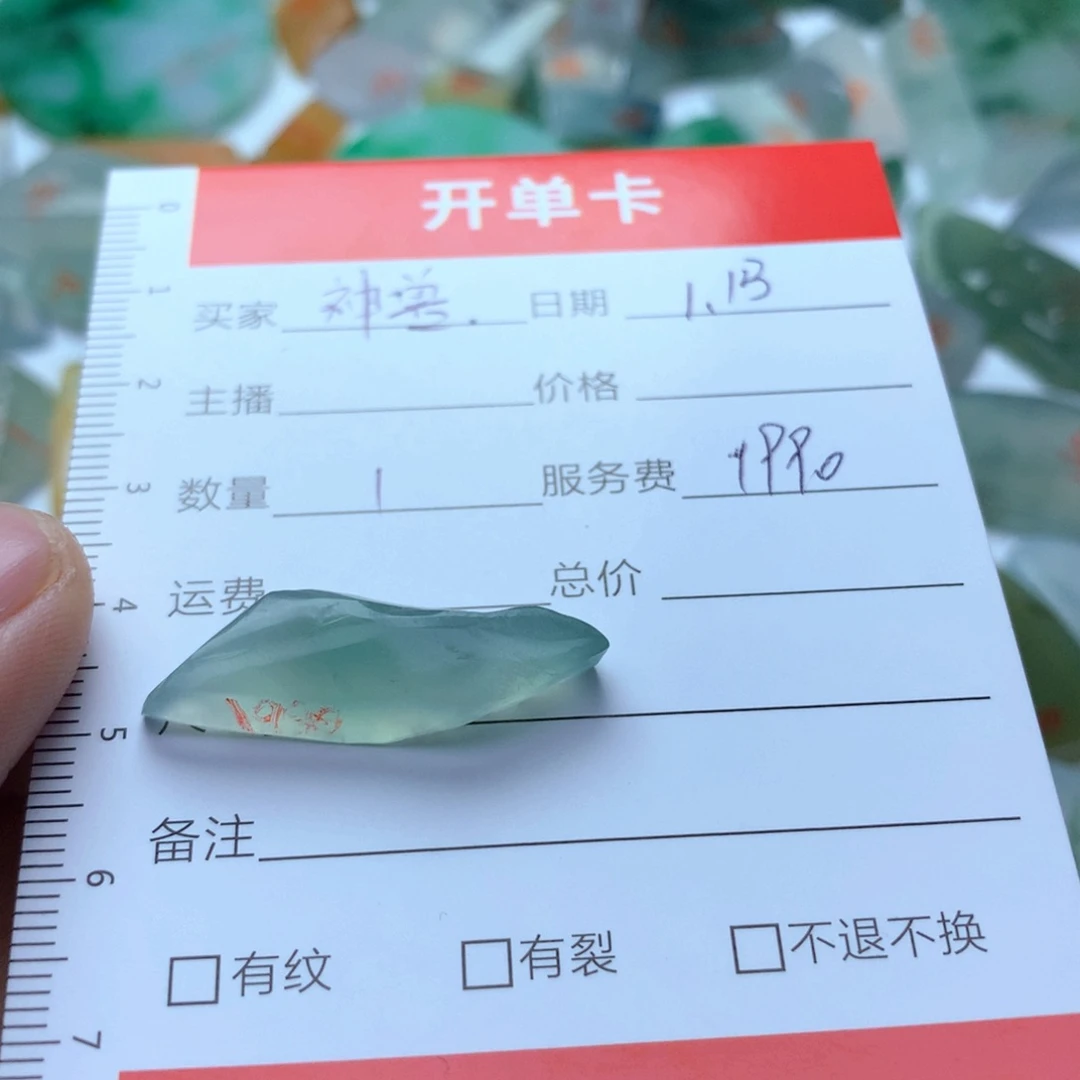 开单卡
买家 神兽. 日期 1.13
主播 价格
数量 1 服务费 1990
运费 总价
备注
□有纹 □有裂 □不退不换
0
1
2
3
4
5
6
7